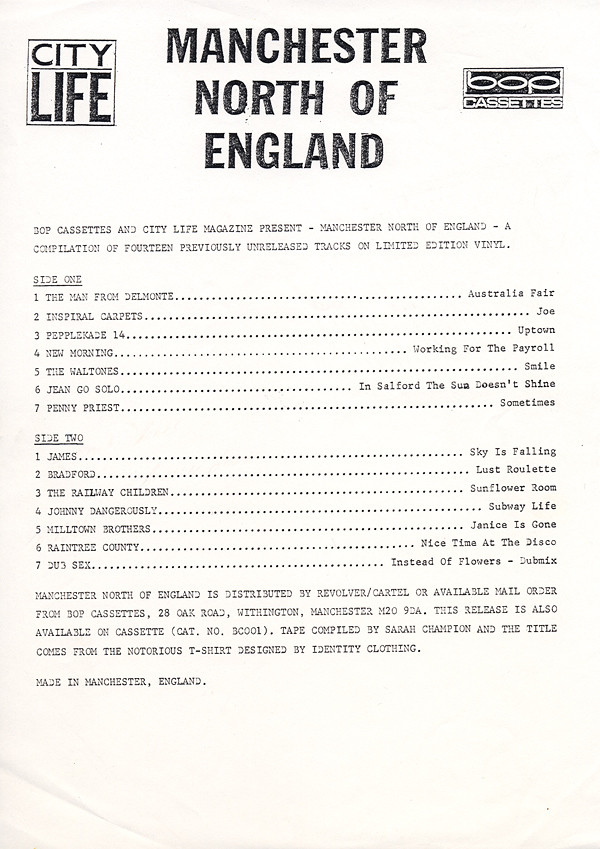 CITY
LIFE
MANCHESTER
NORTH OF
ENGLAND
bop
CASSETTES
BOP CASSETTES AND CITY LIFE MAGAZINE PRESENT - MANCHESTER NORTH OF ENGLAND - A
COMPILATION OF FOURTEEN PREVIOUSLY UNRELEASED TRACKS ON LIMITED EDITION VINYL.
SIDE ONE
1 THE MAN FROM DELMONTE................................................ Australia Fair
2 INSPIRAL CARPETS................................................................ Joe
3 PEPPLEKADE 14................................................................ Uptown
4 NEW MORNING................................................ Working For The Payroll
5 THE WALTONES................................................................ Smile
6 JEAN GO SOLO.................................... In Salford The Sun Doesn't Shine
7 PENNY PRIEST............................................................ Sometimes
SIDE TWO
1 JAMES................................................................ Sky Is Falling
2 BRADFORD............................................................ Lust Roulette
3 THE RAILWAY CHILDREN................................................ Sunflower Room
4 JOHNNY DANGEROUSLY.................................................... Subway Life
5 MILLTOWN BROTHERS.................................................... Janice Is Gone
6 RAINTREE COUNTY.............................................. Nice Time At The Disco
7 DUB SEX................................................ Instead Of Flowers - Dubmix
MANCHESTER NORTH OF ENGLAND IS DISTRIBUTED BY REVOLVER/CARTEL OR AVAILABLE MAIL ORDER
FROM BOP CASSETTES, 28 OAK ROAD, WITHINGTON, MANCHESTER M20 9DA. THIS RELEASE IS ALSO
AVAILABLE ON CASSETTE (CAT. NO. BC001). TAPE COMPILED BY SARAH CHAMPION AND THE TITLE
COMES FROM THE NOTORIOUS T-SHIRT DESIGNED BY IDENTITY CLOTHING.
MADE IN MANCHESTER, ENGLAND.